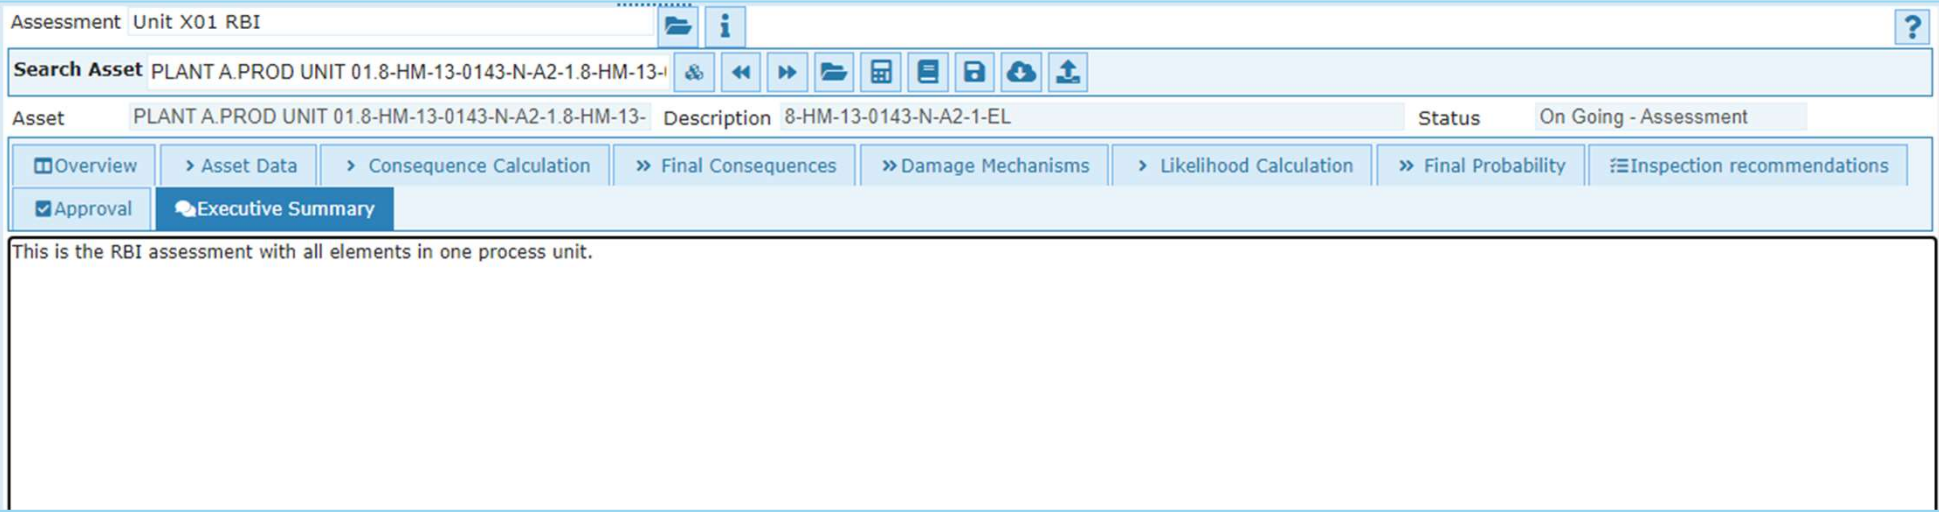 Assessment Unit X01 RBI
Search Asset PLANT A.PROD UNIT 01.8-HM-13-0143-N-A2-1.8-HM-13-
Asset PLANT A.PROD UNIT 01.8-HM-13-0143-N-A2-1.8-HM-13- Description 8-HM-13-0143-N-A2-1-EL Status On Going - Assessment
Overview > Asset Data > Consequence Calculation >> Final Consequences >> Damage Mechanisms > Likelihood Calculation >> Final Probability Inspection recommendations
Approval Executive Summary
This is the RBI assessment with all elements in one process unit.